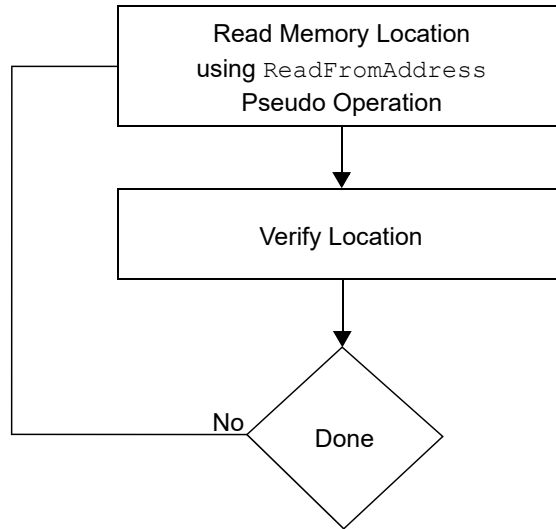 Read Memory Location
using ReadFromAddress
Pseudo Operation
Verify Location
No
Done